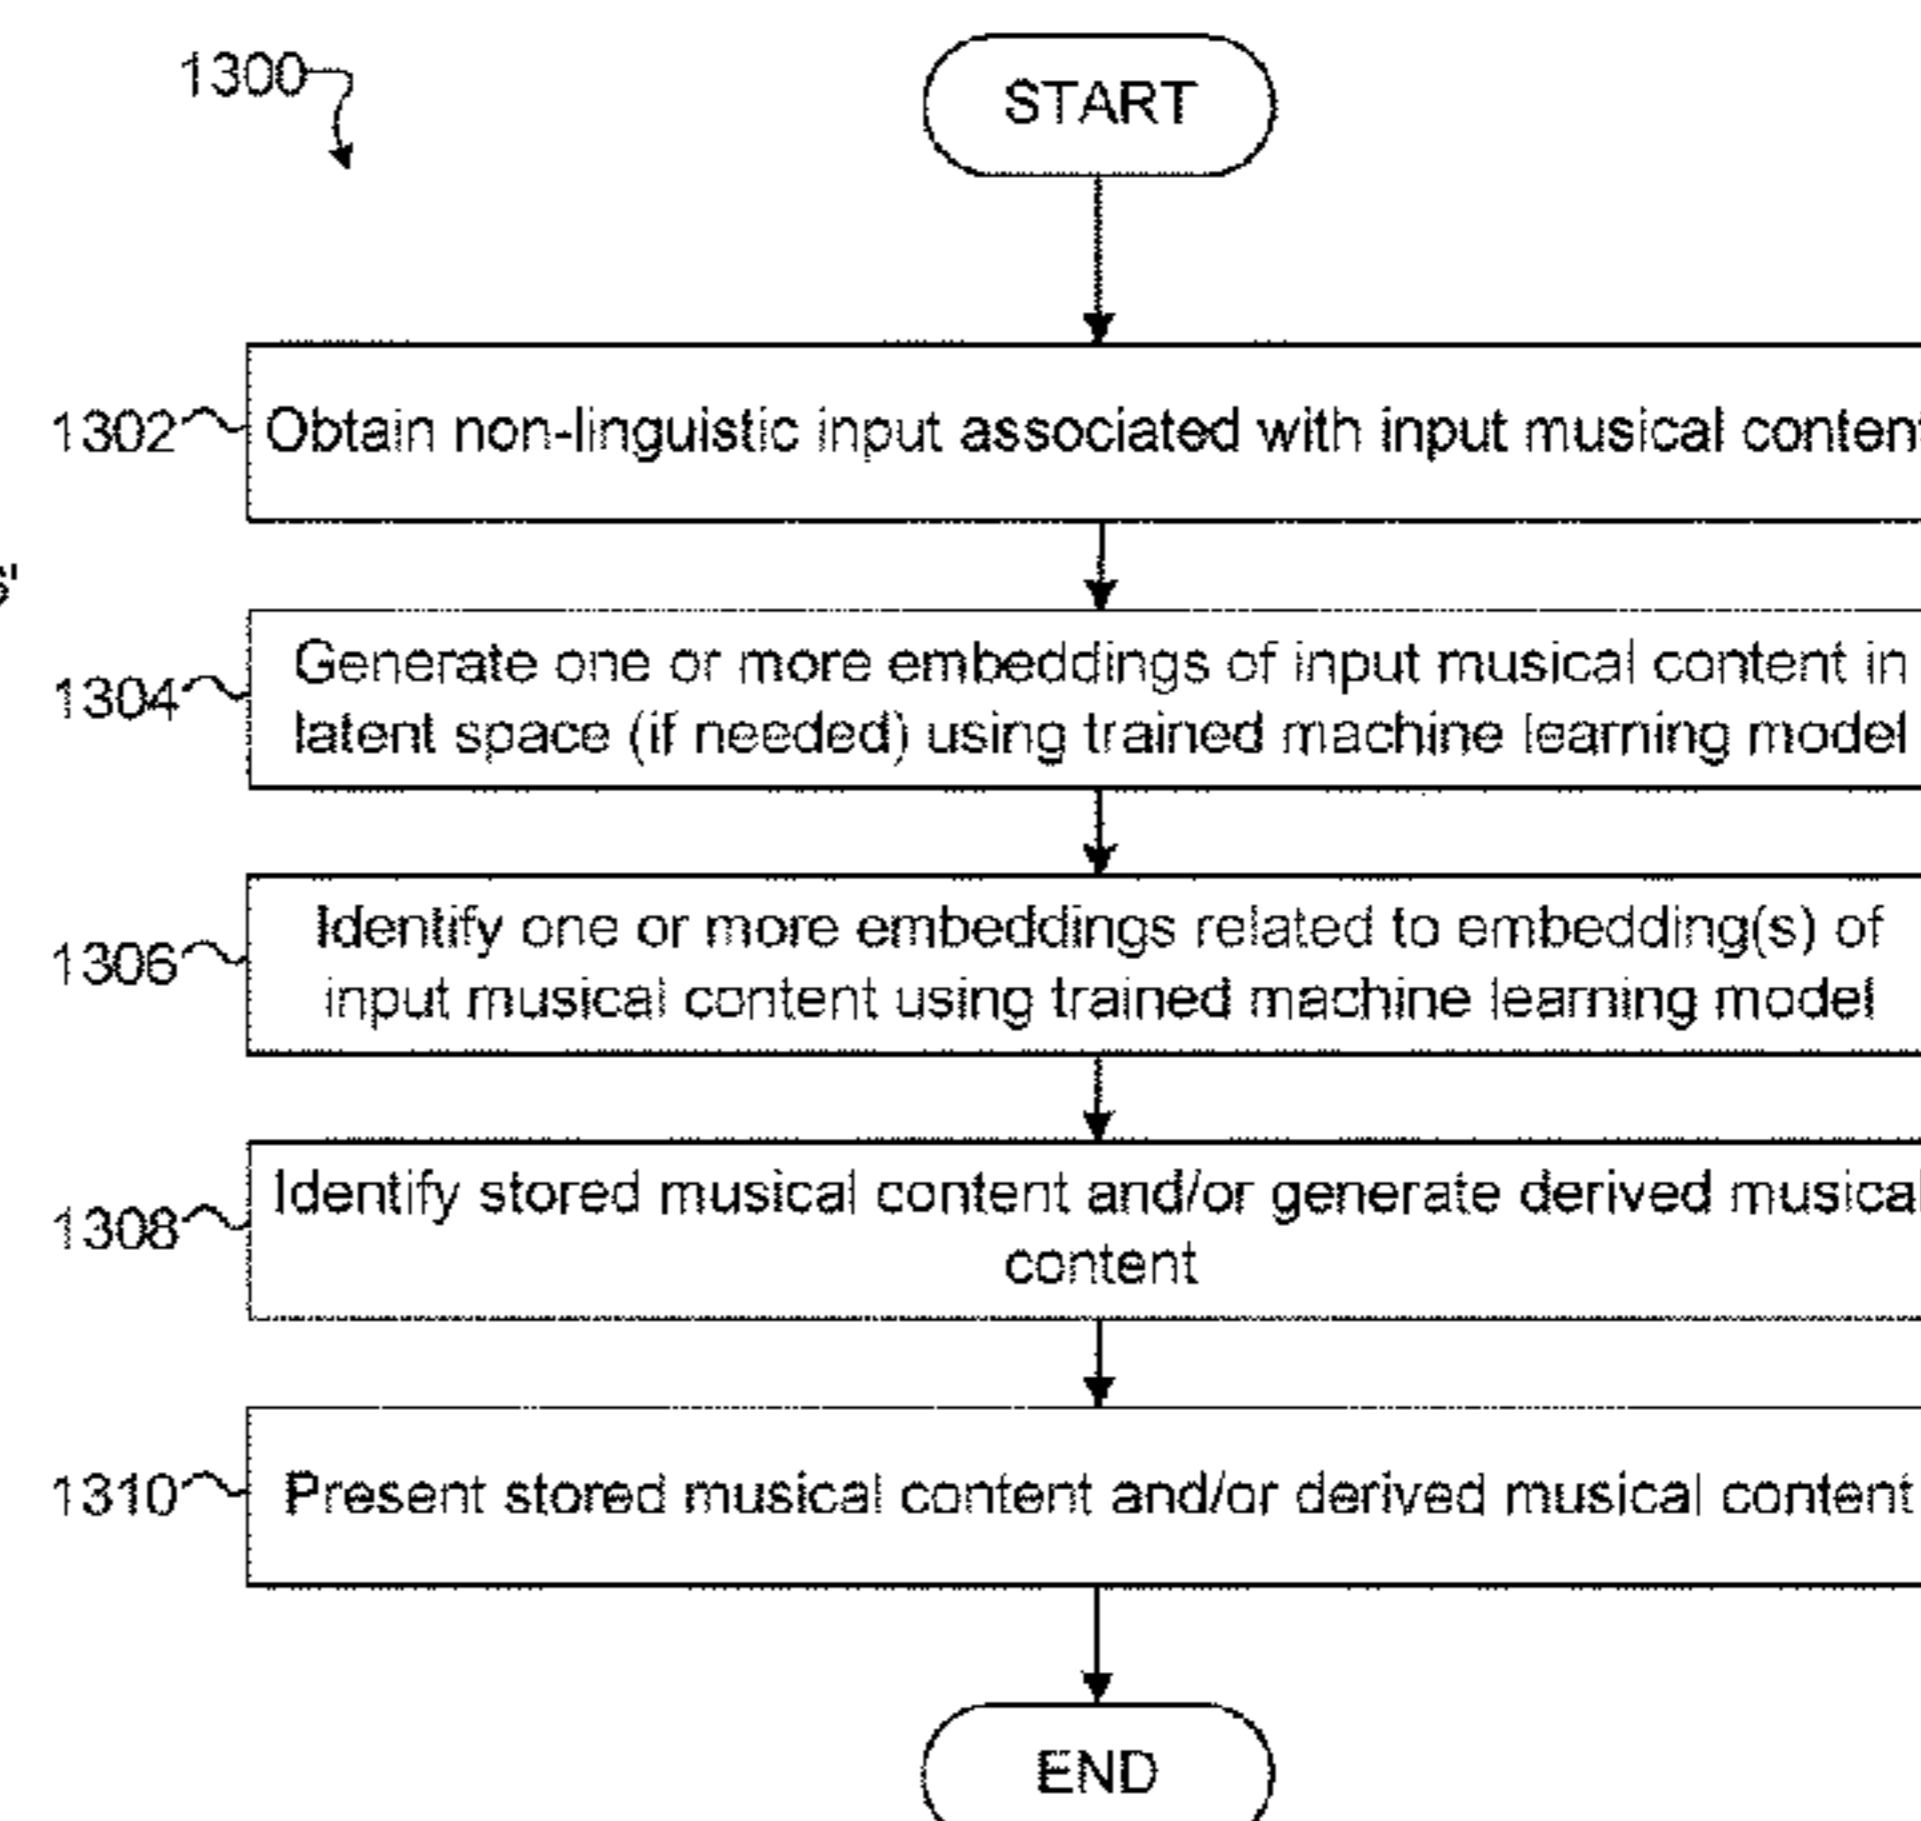 1300
START
1302 Obtain non-linguistic input associated with input musical content
1304
Generate one or more embeddings of input musical content in
latent space (if needed) using trained machine learning model
1306
Identify one or more embeddings related to embedding(s) of
input musical content using trained machine learning model
1308
Identify stored musical content and/or generate derived musical
content
1310 Present stored musical content and/or derived musical content
END